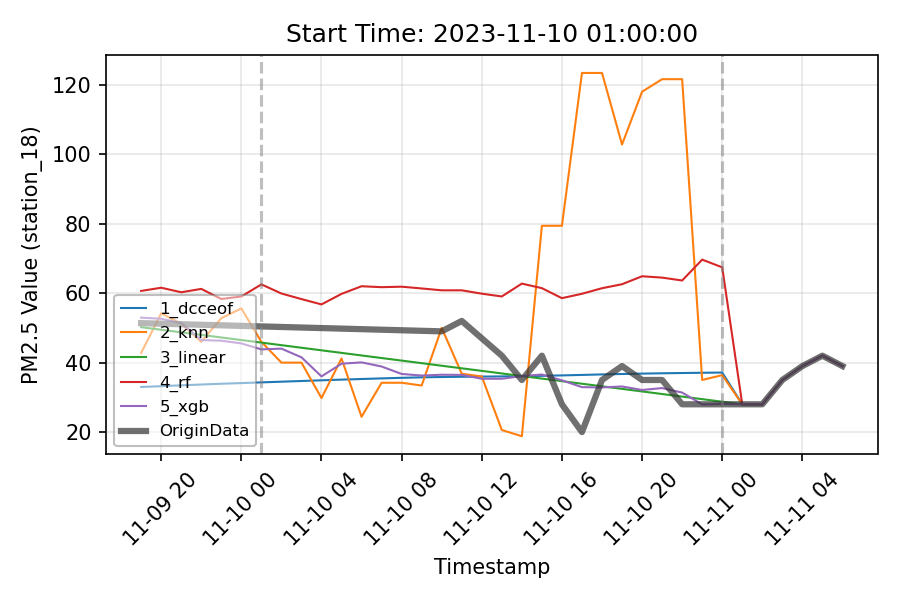 Start Time: 2023-11-10 01:00:00
PM2.5 Value (station_18)
120
100
80
60
40
20
1_dcceof
2_knn
3_linear
4_rf
5_xgb
OriginData
11-09 20
11-10 00
11-10 04
11-10 08
11-10 12
11-10 16
11-10 20
11-11 00
11-11 04
Timestamp